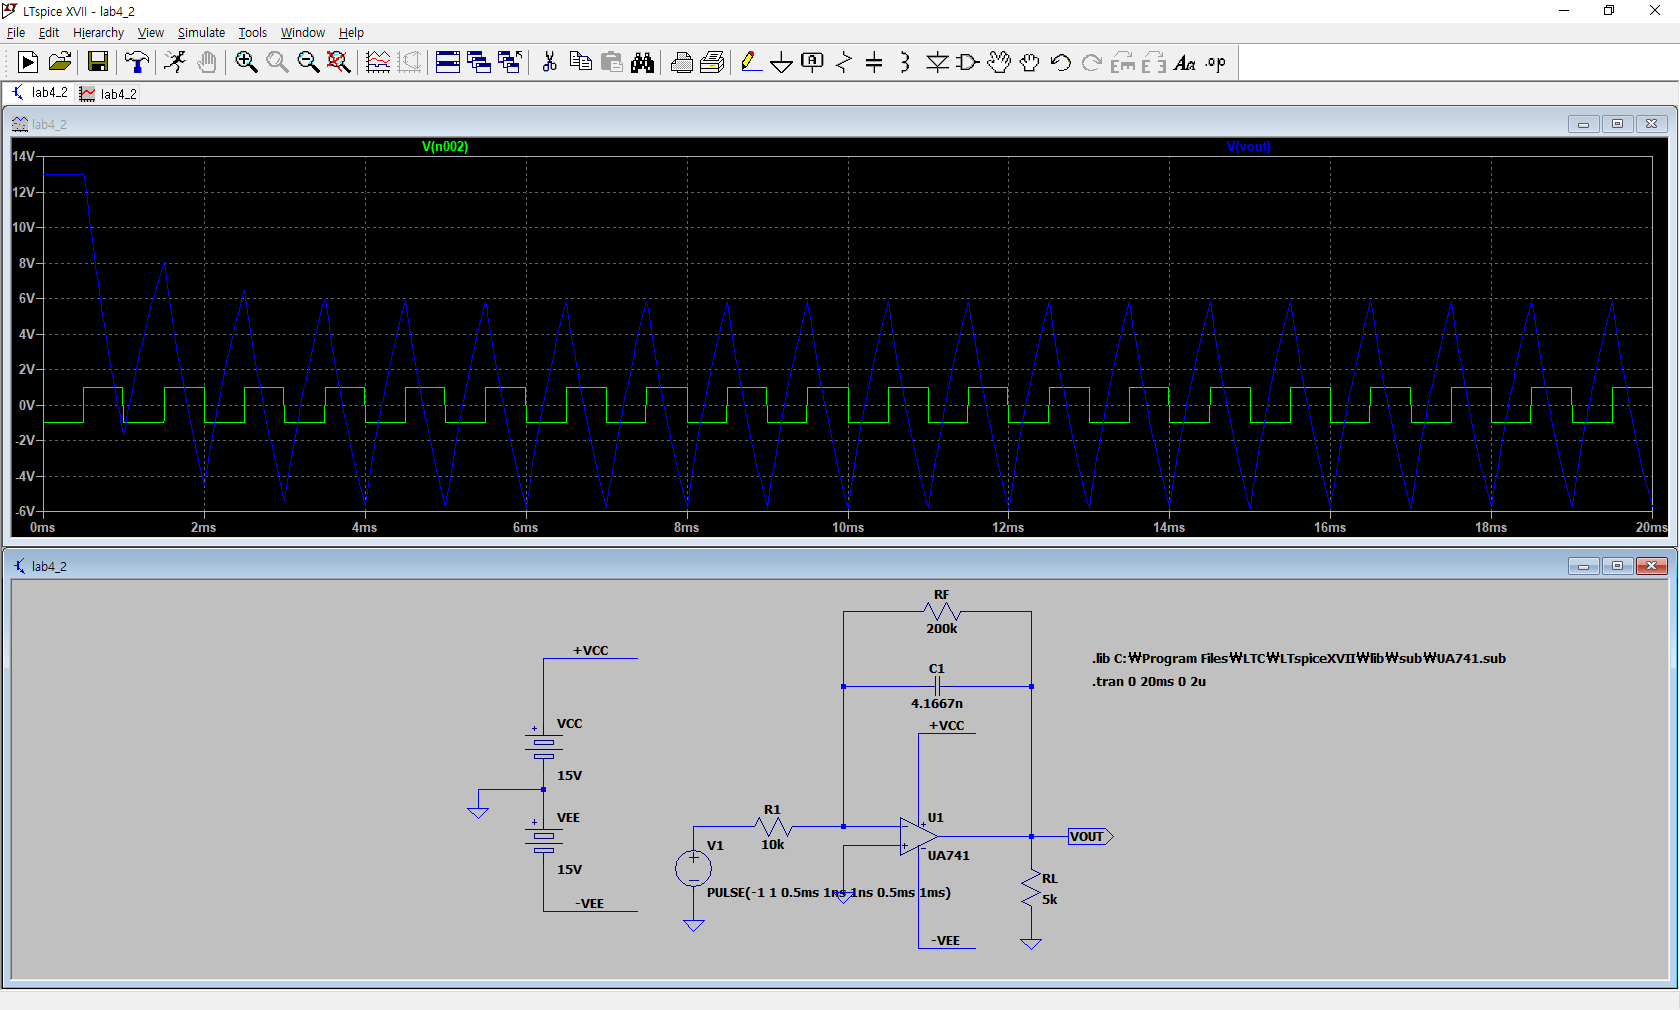 LTspice XVII - lab4_2
File Edit Hierarchy View Simulate Tools Window Help
.op
lab4_2 lab4_2
lab4_2
V(n002) V(vout)
14V
12V
10V
8V
6V
4V
2V
0V
-2V
-4V
-6V
0ms 2ms 4ms 6ms 8ms 10ms 12ms 14ms 16ms 18ms 20ms
lab4_2
RF
200k
+VCC
.lib C:₩Program Files₩LTC₩LTspiceXVII₩lib₩sub₩UA741.sub
C1
.tran 0 20ms 0 2u
4.1667n
VCC
+VCC
15V
R1
VEE
U1
10k
V1
VOUT
UA741
15V
RL
PULSE(-1 1 0.5ms 1ns 1ns 0.5ms 1ms)
5k
-VEE
-VEE